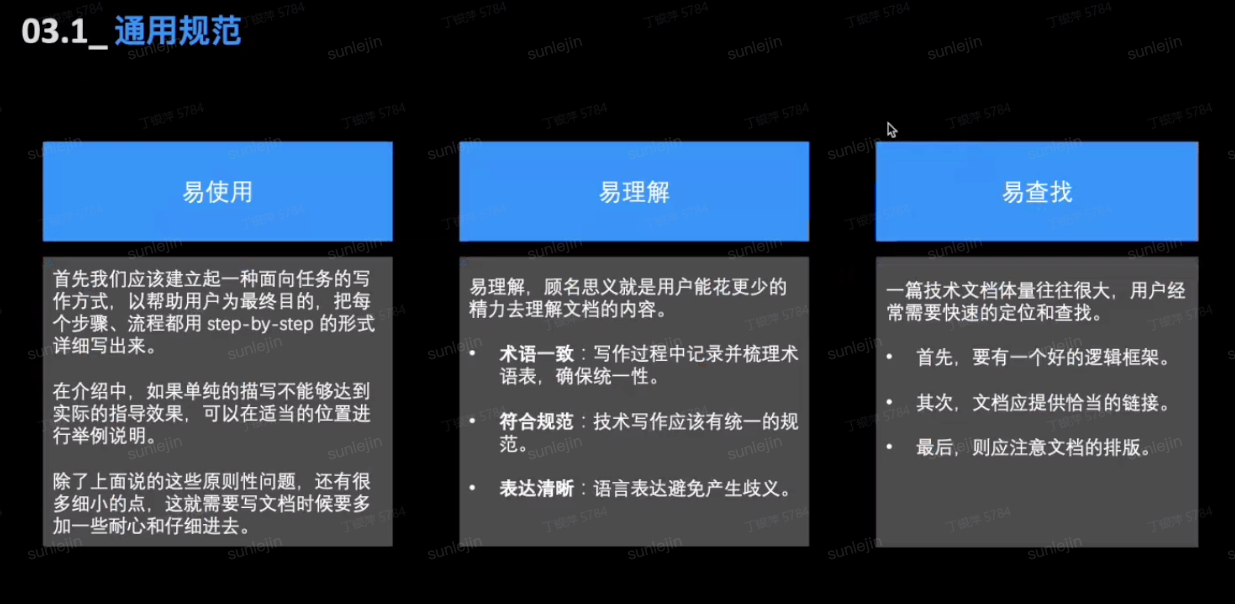 03.1_ 通用规范
易使用
首先我们应该建立起一种面向任务的写
作方式，以帮助用户为最终目的，把每
个步骤、流程都用 step-by-step 的形式
详细写出来。
在介绍中，如果单纯的描写不能够达到
实际的指导效果，可以在适当的位置进
行举例说明。
除了上面说的这些原则性问题，还有很
多细小的点，这就需要写文档时候要多
加一些耐心和仔细进去。
易理解
易理解，顾名思义就是用户能花更少的
精力去理解文档的内容。
• 术语一致：写作过程中记录并梳理术
语表，确保统一性。
• 符合规范：技术写作应该有统一的规
范。
• 表达清晰：语言表达避免产生歧义。
易查找
一篇技术文档体量往往很大，用户经
常需要快速的定位和查找。
• 首先，要有一个好的逻辑框架。
• 其次，文档应提供恰当的链接。
• 最后，则应注意文档的排版。
sunlejin